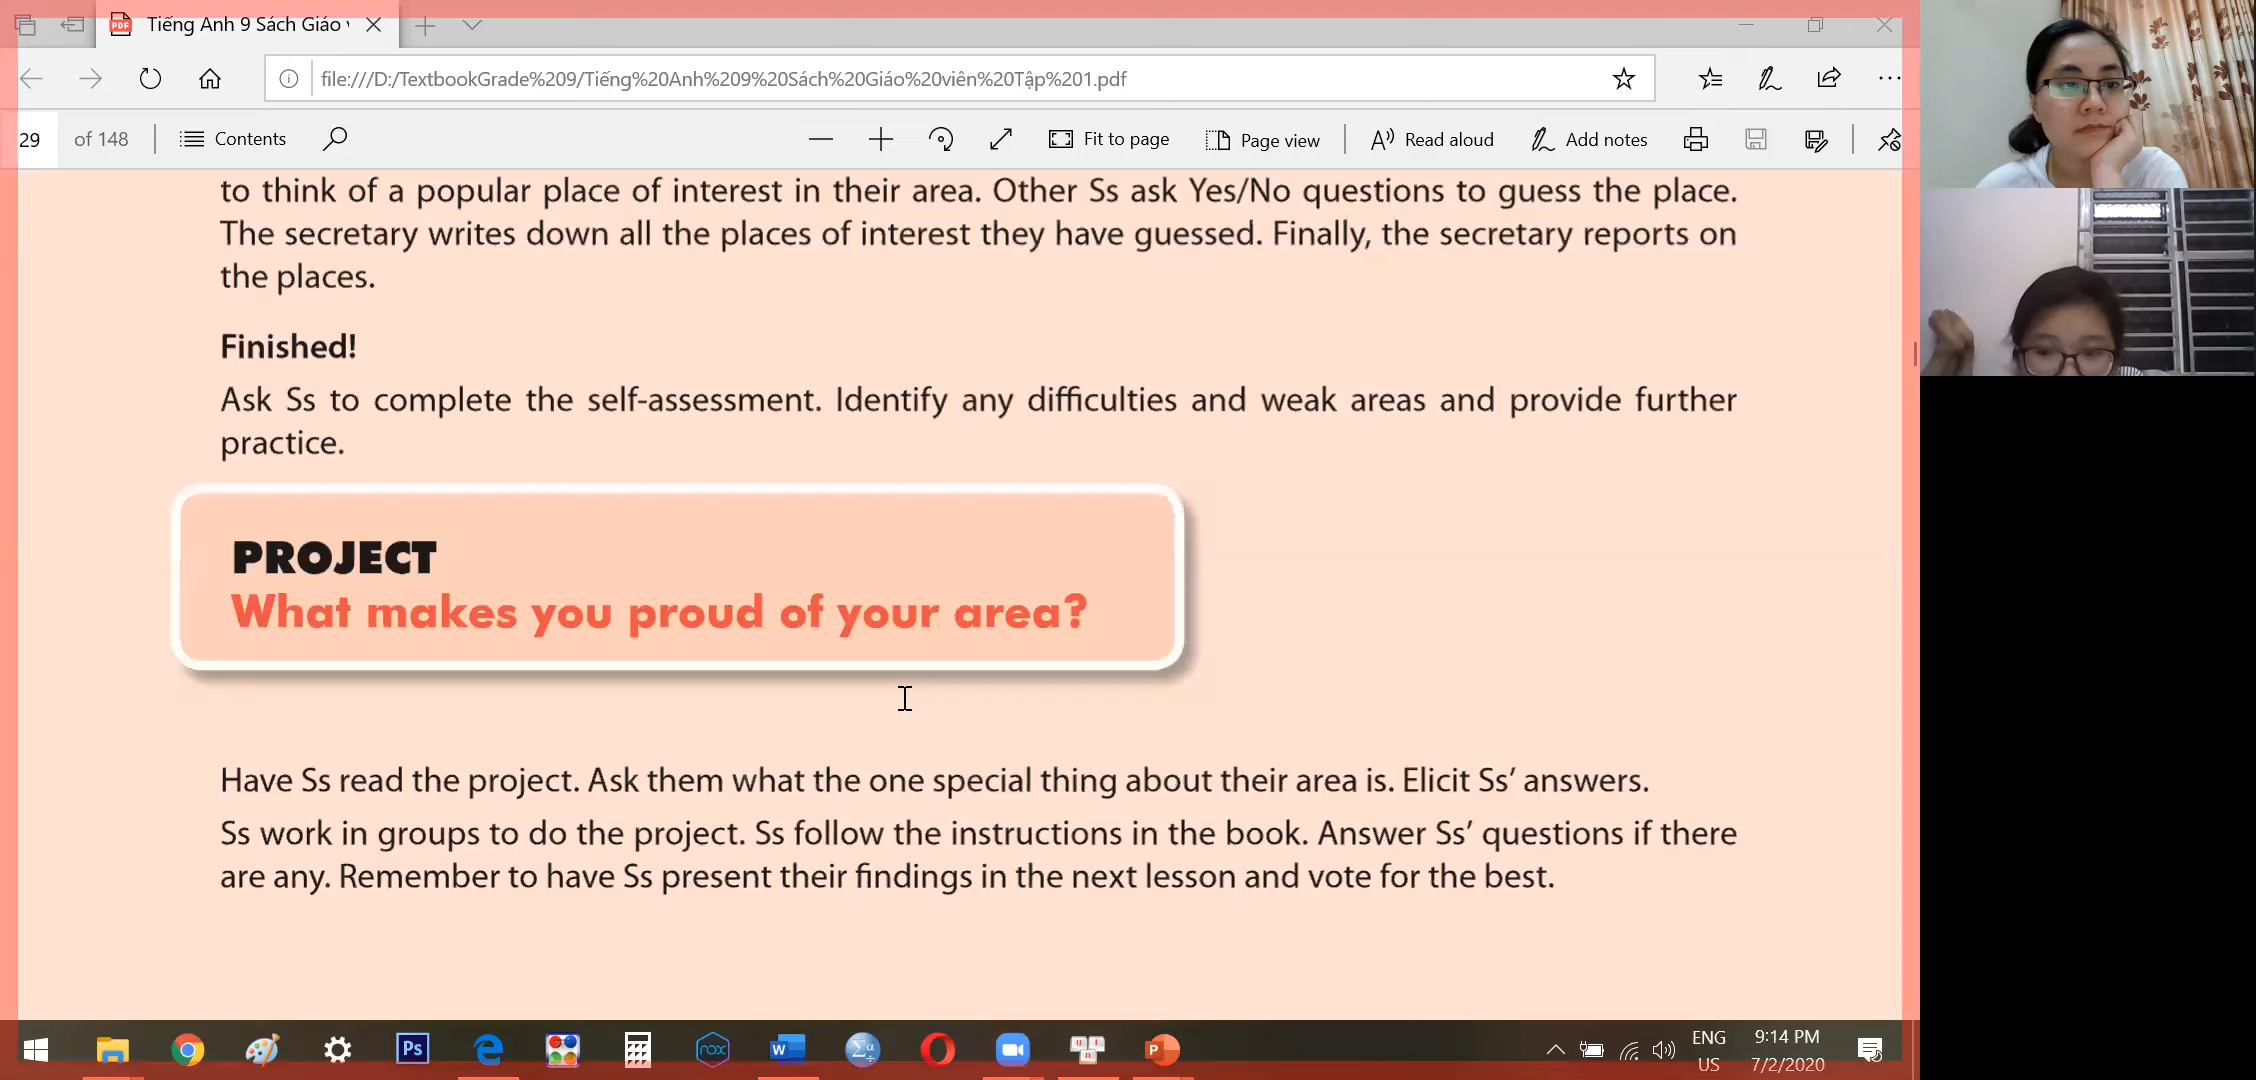 Tiếng Anh 9 Sách Giáo v
file:///D:/TextbookGrade%209/Tiếng%20Anh%209%20Sách%20Giáo%20viên%20Tập%201.pdf
29 of 148 Contents Fit to page Page view Read aloud Add notes
to think of a popular place of interest in their area. Other Ss ask Yes/No questions to guess the place.
The secretary writes down all the places of interest they have guessed. Finally, the secretary reports on
the places.
Finished!
Ask Ss to complete the self-assessment. Identify any difficulties and weak areas and provide further
practice.
PROJECT
What makes you proud of your area?
Have Ss read the project. Ask them what the one special thing about their area is. Elicit Ss’ answers.
Ss work in groups to do the project. Ss follow the instructions in the book. Answer Ss’ questions if there
are any. Remember to have Ss present their findings in the next lesson and vote for the best.
ENG 9:14 PM
US 7/2/2020